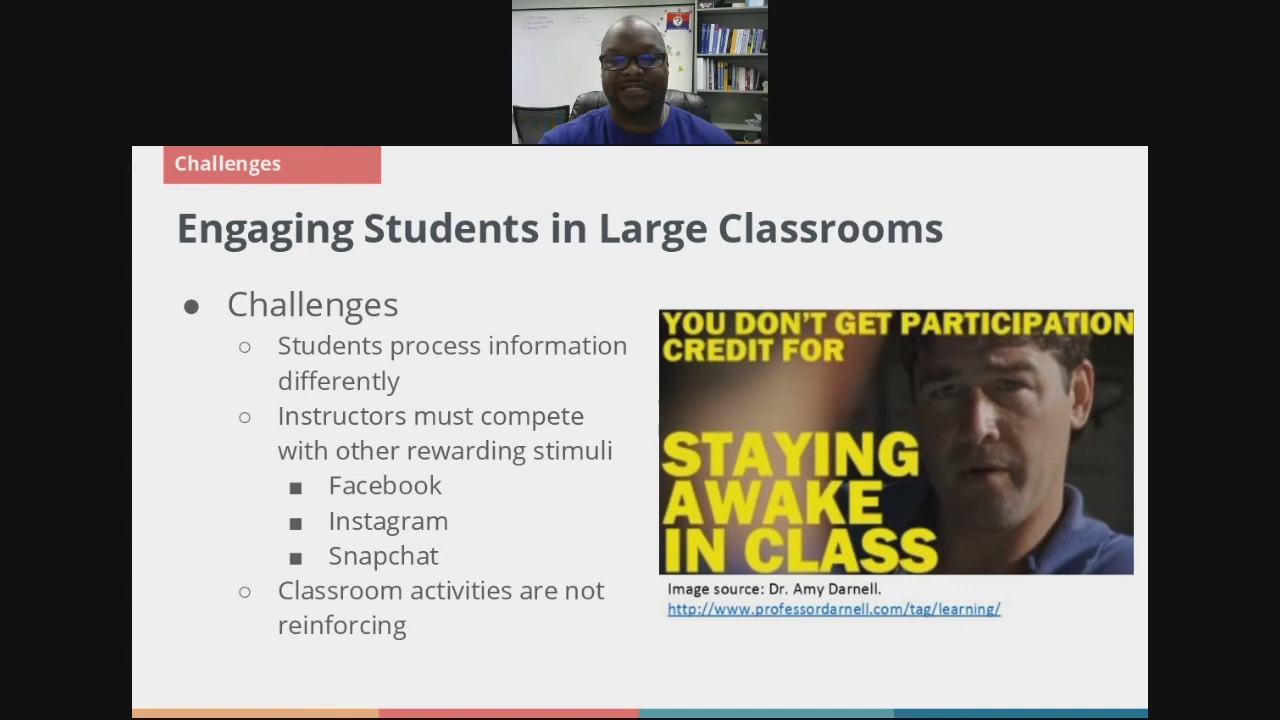 Challenges
Engaging Students in Large Classrooms
● Challenges
○ Students process information
differently
○ Instructors must compete
with other rewarding stimuli
■ Facebook
■ Instagram
■ Snapchat
○ Classroom activities are not
reinforcing
YOU DON'T GET PARTICIPATION
CREDIT FOR
STAYING
AWAKE
IN CLASS
Image source: Dr. Amy Darnell.
http://www.professordarnell.com/tag/learning/